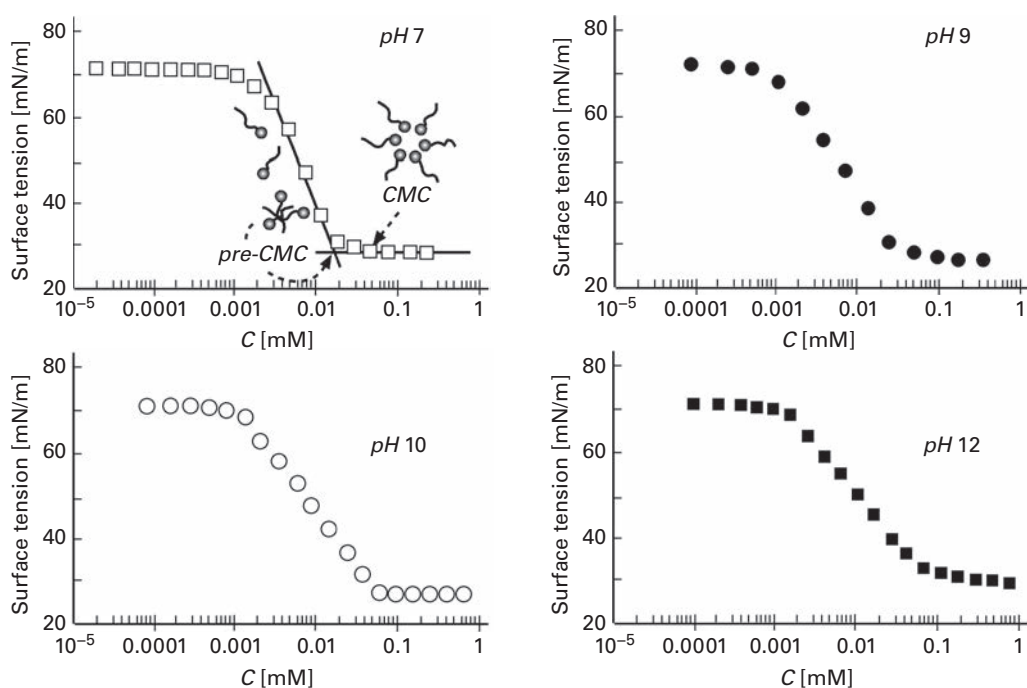 pH 7
Surface tension [mN/m]
80
60
40
20
CMC
pre-CMC
10⁻⁵ 0.0001 0.001 0.01 0.1 1
C [mM]
pH 9
Surface tension [mN/m]
80
60
40
20
10⁻⁵ 0.0001 0.001 0.01 0.1 1
C [mM]
pH 10
Surface tension [mN/m]
80
60
40
20
10⁻⁵ 0.0001 0.001 0.01 0.1 1
C [mM]
pH 12
Surface tension [mN/m]
80
60
40
20
10⁻⁵ 0.0001 0.001 0.01 0.1 1
C [mM]